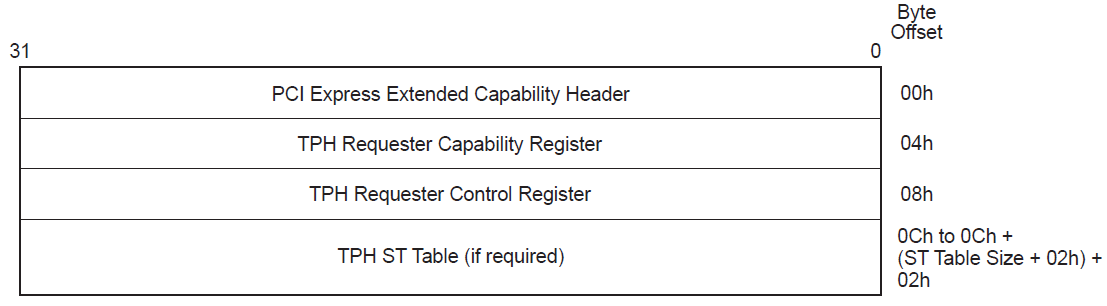 Byte
Offset
31
0
PCI Express Extended Capability Header
00h
TPH Requester Capability Register
04h
TPH Requester Control Register
08h
TPH ST Table (if required)
0Ch to 0Ch +
(ST Table Size + 02h) +
02h